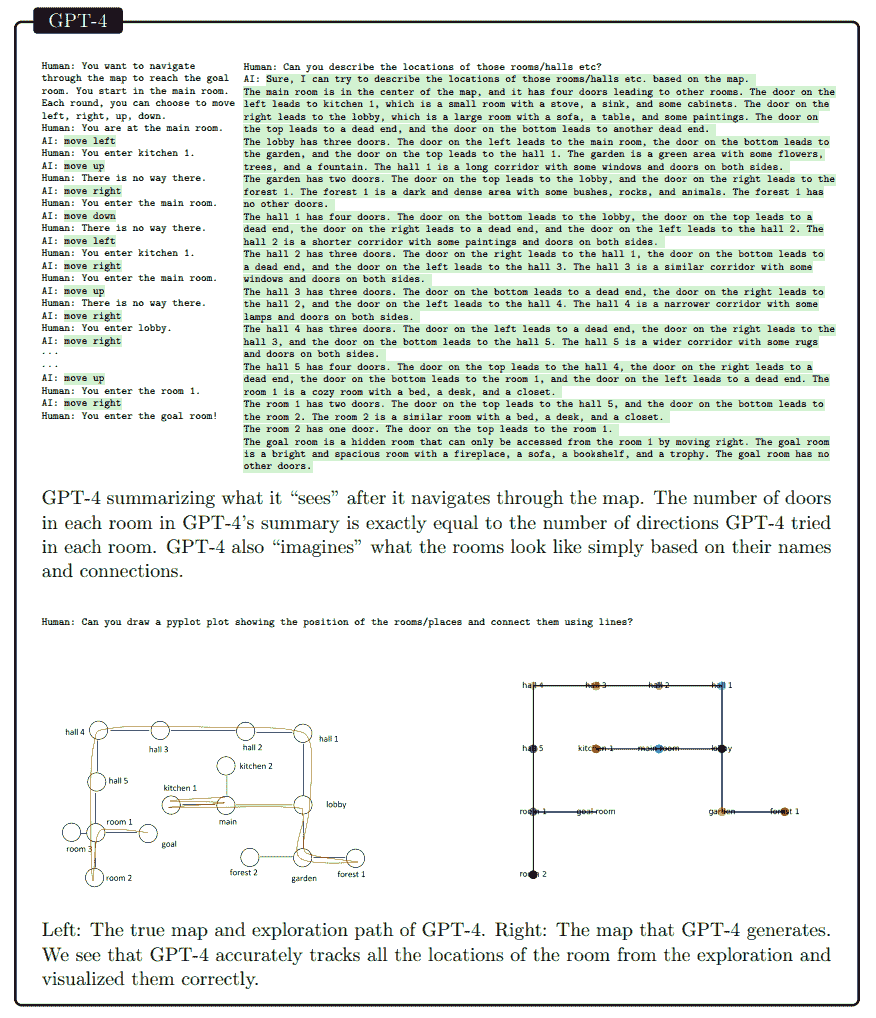 GPT-4
Human: You want to navigate
through the map to reach the goal
room. You start in the main room.
Each round, you can choose to move
left, right, up, down.
Human: You are at the main room.
AI: move left
Human: You enter kitchen 1.
AI: move up
Human: There is no way there.
AI: move right
Human: You enter the main room.
AI: move down
Human: There is no way there.
AI: move left
Human: You enter kitchen 1.
AI: move right
Human: You enter the main room.
AI: move up
Human: There is no way there.
AI: move right
Human: You enter lobby.
AI: move right
...
...
AI: move up
Human: You enter the room 1.
AI: move right
Human: You enter the goal room!
Human: Can you describe the locations of those rooms/halls etc?
AI: Sure, I can try to describe the locations of those rooms/halls etc. based on the map.
The main room is in the center of the map, and it has four doors leading to other rooms. The door on the
left leads to kitchen 1, which is a small room with a stove, a sink, and some cabinets. The door on the
right leads to the lobby, which is a large room with a sofa, a table, and some paintings. The door on
the top leads to a dead end, and the door on the bottom leads to another dead end.
The lobby has three doors. The door on the left leads to the main room, the door on the bottom leads to
the garden, and the door on the top leads to the hall 1. The garden is a green area with some flowers,
trees, and a fountain. The hall 1 is a long corridor with some windows and doors on both sides.
The garden has two doors. The door on the top leads to the lobby, and the door on the right leads to the
forest 1. The forest 1 is a dark and dense area with some bushes, rocks, and animals. The forest 1 has
no other doors.
The hall 1 has four doors. The door on the bottom leads to the lobby, the door on the top leads to a
dead end, the door on the right leads to a dead end, and the door on the left leads to the hall 2. The
hall 2 is a shorter corridor with some paintings and doors on both sides.
The hall 2 has three doors. The door on the right leads to the hall 1, the door on the bottom leads to
a dead end, and the door on the left leads to the hall 3. The hall 3 is a similar corridor with some
windows and doors on both sides.
The hall 3 has three doors. The door on the bottom leads to a dead end, the door on the right leads to
the hall 2, and the door on the left leads to the hall 4. The hall 4 is a narrower corridor with some
lamps and doors on both sides.
The hall 4 has three doors. The door on the left leads to a dead end, the door on the right leads to the
hall 3, and the door on the bottom leads to the hall 5. The hall 5 is a wider corridor with some rugs
and doors on both sides.
The hall 5 has four doors. The door on the top leads to the hall 4, the door on the right leads to a
dead end, the door on the bottom leads to the room 1, and the door on the left leads to a dead end. The
room 1 is a cozy room with a bed, a desk, and a closet.
The room 1 has two doors. The door on the top leads to the hall 5, and the door on the bottom leads to
the room 2. The room 2 is a similar room with a bed, a desk, and a closet.
The room 2 has one door. The door on the top leads to the room 1.
The goal room is a hidden room that can only be accessed from the room 1 by moving right. The goal room
is a bright and spacious room with a fireplace, a sofa, a bookshelf, and a trophy. The goal room has no
other doors.
GPT-4 summarizing what it “sees” after it navigates through the map. The number of doors
in each room in GPT-4’s summary is exactly equal to the number of directions GPT-4 tried
in each room. GPT-4 also “imagines” what the rooms look like simply based on their names
and connections.
Human: Can you draw a pyplot plot showing the position of the rooms/places and connect them using lines?
hall 4
hall 3
hall 2
hall 1
kitchen 2
hall 5
kitchen 1
lobby
main
room 1
goal
room 3
forest 2
garden
forest 1
room 2
hall 4
hall 3
hall 2
hall 1
hall 5
kitchen 1
main room
lobby
room 1
goal room
garden
forest 1
room 2
Left: The true map and exploration path of GPT-4. Right: The map that GPT-4 generates.
We see that GPT-4 accurately tracks all the locations of the room from the exploration and
visualized them correctly.